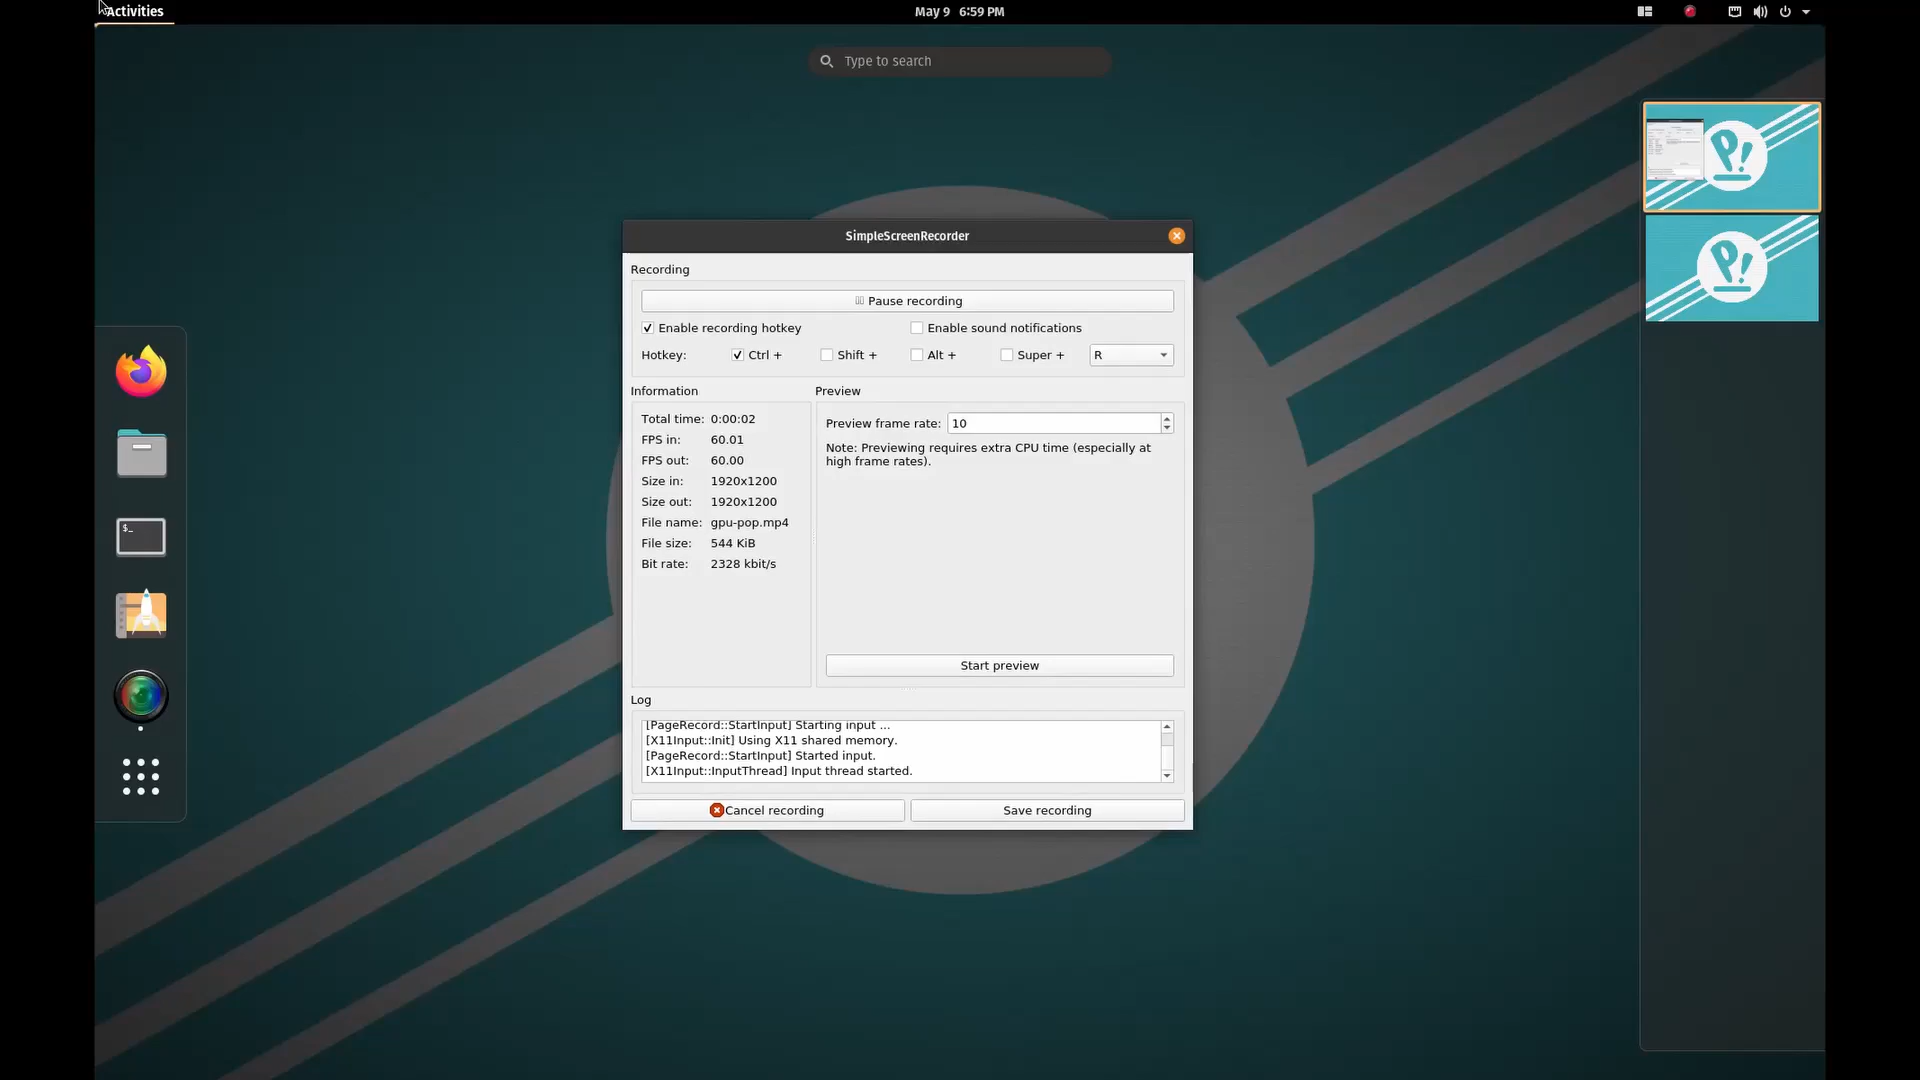 Activities
May 9 6:59 PM
Type to search
SimpleScreenRecorder
Recording
Pause recording
Enable recording hotkey
Enable sound notifications
Hotkey: Ctrl + Shift + Alt + Super + R
Information
Total time: 0:00:02
FPS in: 60.01
FPS out: 60.00
Size in: 1920x1200
Size out: 1920x1200
File name: gpu-pop.mp4
File size: 544 KiB
Bit rate: 2328 kbit/s
Preview
Preview frame rate: 10
Note: Previewing requires extra CPU time (especially at
high frame rates).
Start preview
Log
[PageRecord::StartInput] Starting input ...
[X11Input::Init] Using X11 shared memory.
[PageRecord::StartInput] Started input.
[X11Input::InputThread] Input thread started.
Cancel recording
Save recording
$_
P!
P!